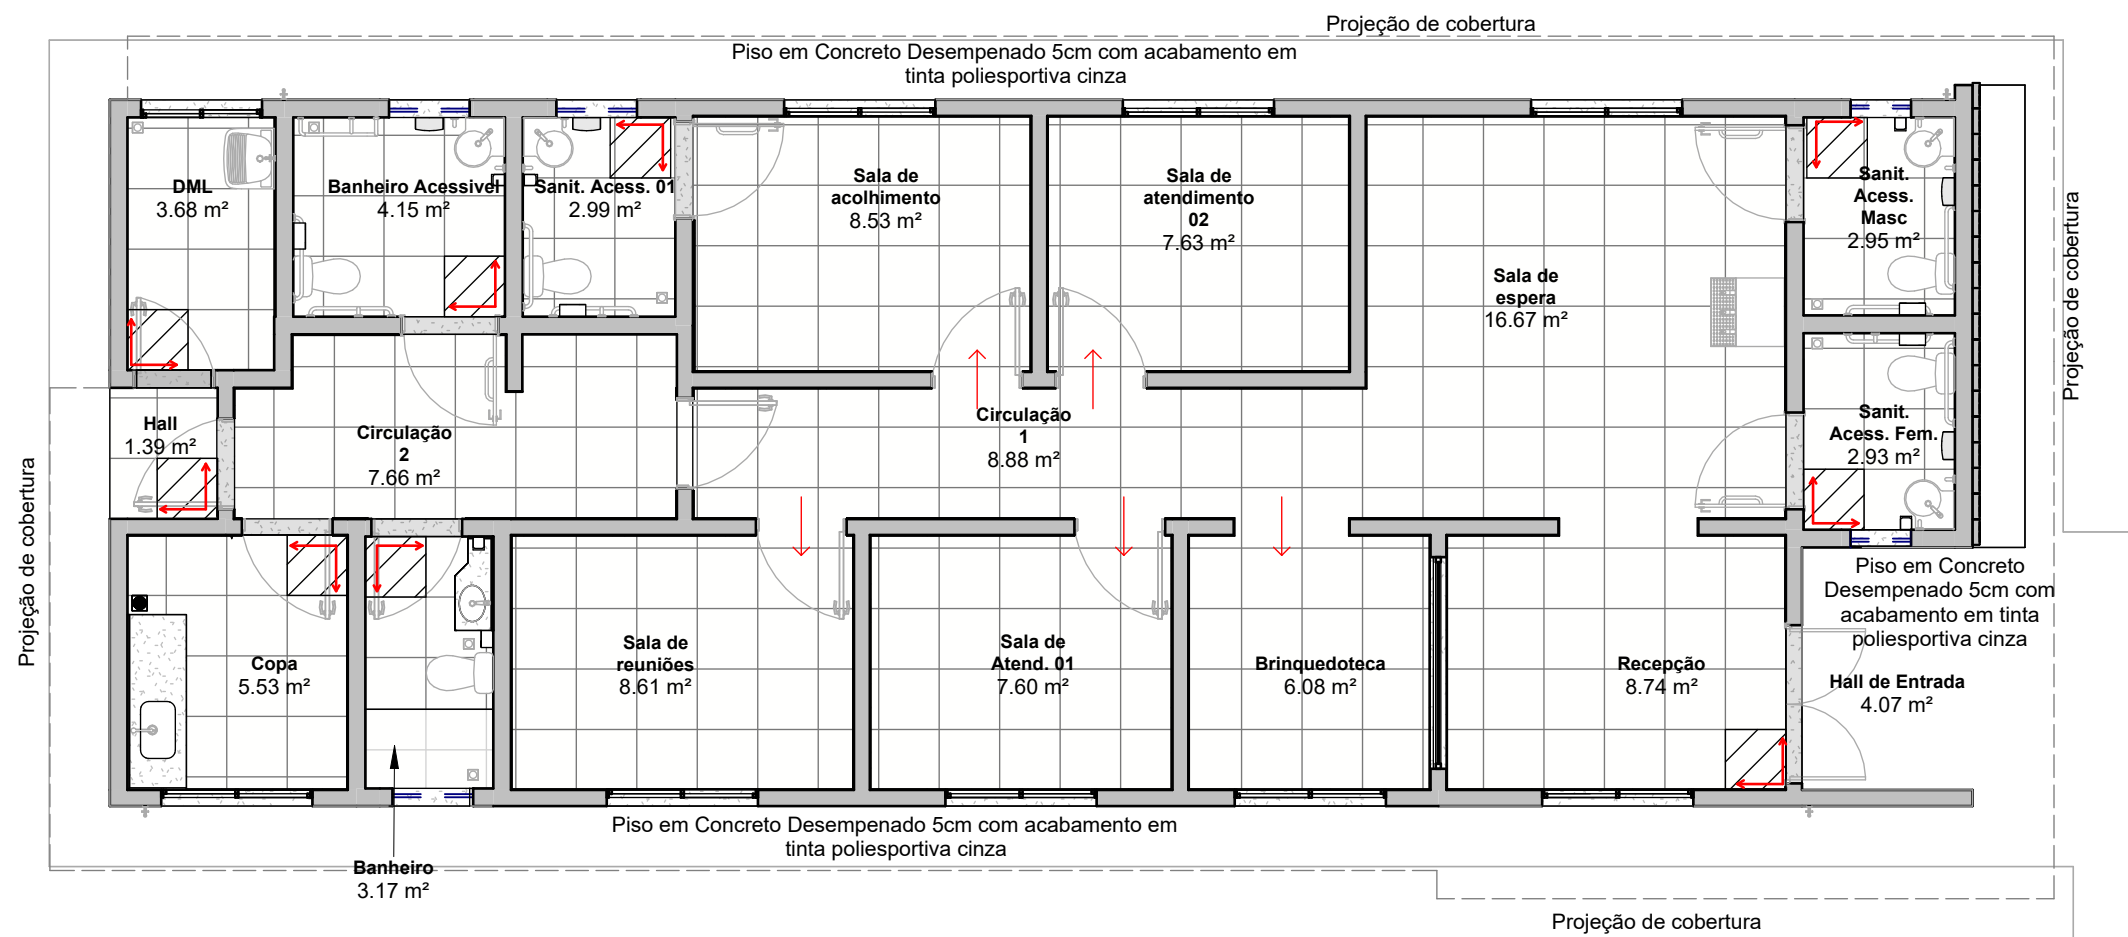 Projeção de cobertura
Piso em Concreto Desempenado 5cm com acabamento em
tinta poliesportiva cinza
DML
3.68 m²
Banheiro Acessivel
4.15 m²
Sanit. Acess. 01
2.99 m²
Sala de
acolhimento
8.53 m²
Sala de
atendimento
02
7.63 m²
Sala de
espera
16.67 m²
Sanit.
Acess.
Masc
2.95 m²
Projeção de cobertura
Hall
1.39 m²
Circulação
2
7.66 m²
Circulação
1
8.88 m²
Sanit.
Acess. Fem.
2.93 m²
Projeção de cobertura
Copa
5.53 m²
Sala de
reuniões
8.61 m²
Sala de
Atend. 01
7.60 m²
Brinquedoteca
6.08 m²
Recepção
8.74 m²
Piso em Concreto
Desempenado 5cm com
acabamento em tinta
poliesportiva cinza
Hall de Entrada
4.07 m²
Piso em Concreto Desempenado 5cm com acabamento em
tinta poliesportiva cinza
Banheiro
3.17 m²
Projeção de cobertura